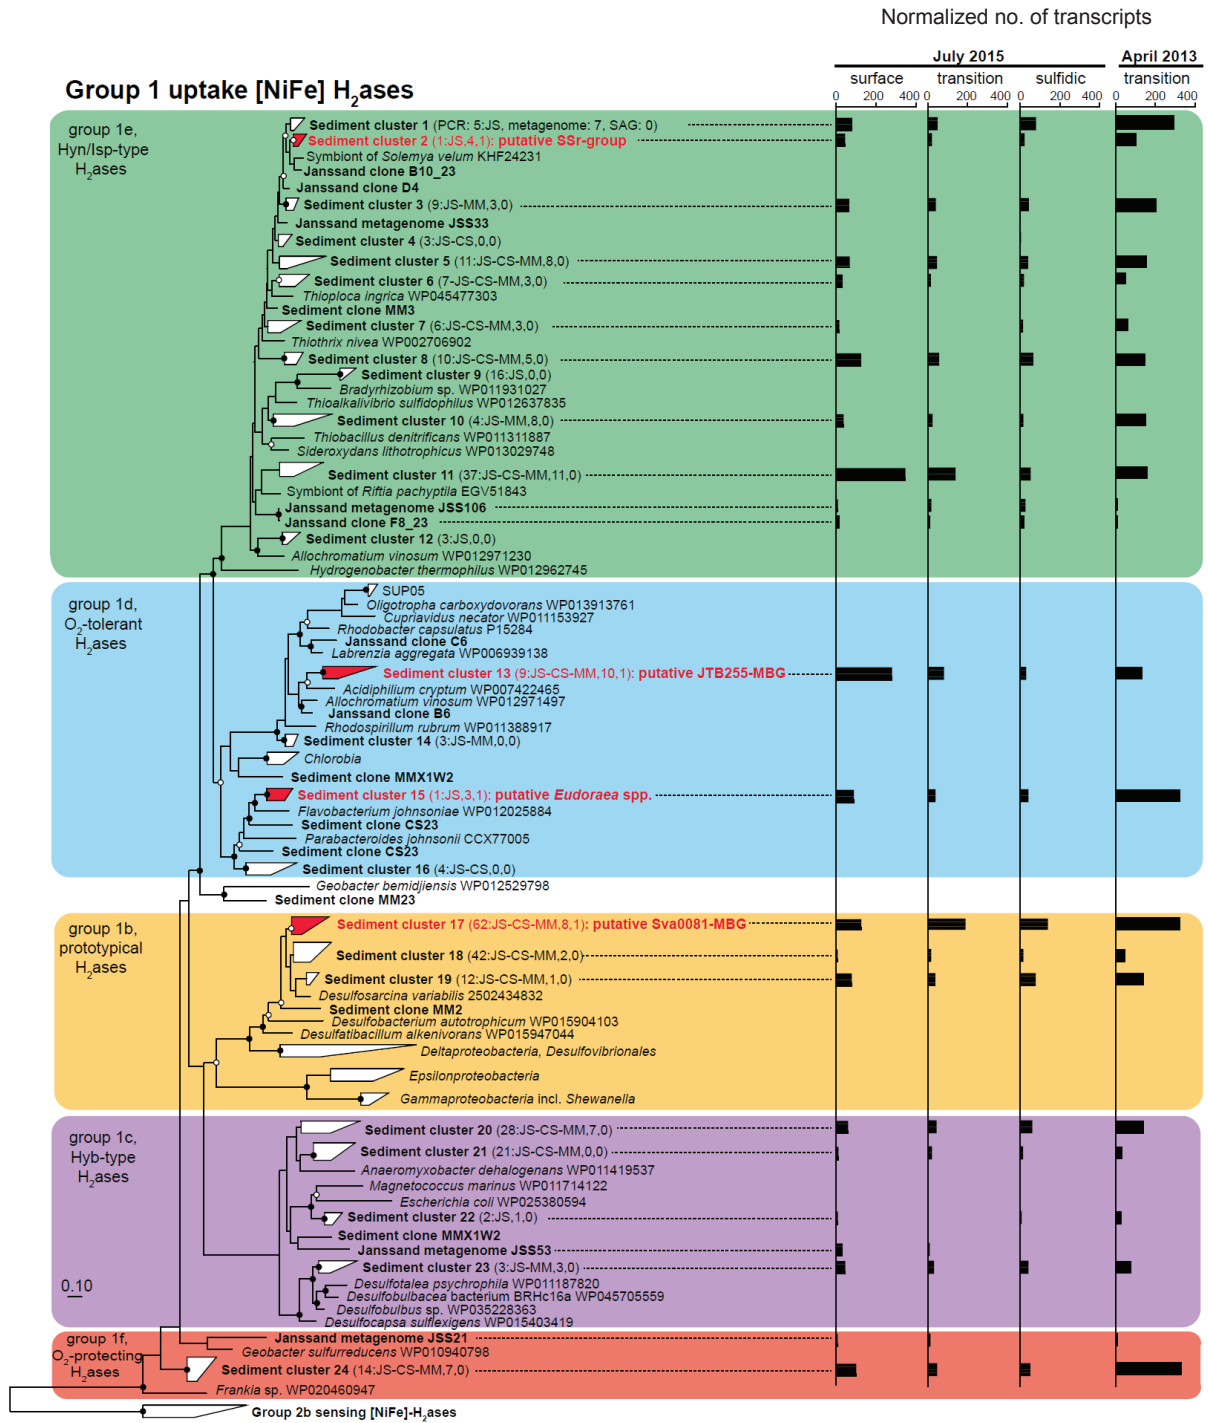 Normalized no. of transcripts
July 2015
April 2013
surface
transition
sulfidic
transition
0 200 400 0 200 400 0 200 400 0 200 400
Group 1 uptake [NiFe] H2ases
group 1e,
Hyn/Isp-type
H2ases
Sediment cluster 1 (PCR: 5:JS, metagenome: 7, SAG: 0)
Sediment cluster 2 (1:JS,4,1): putative SSr-group
Symbiont of Solemya velum KHF24231
Janssand clone B10_23
Janssand clone D4
Sediment cluster 3 (9:JS-MM,3,0)
Janssand metagenome JSS33
Sediment cluster 4 (3:JS-CS,0,0)
Sediment cluster 5 (11:JS-CS-MM,8,0)
Sediment cluster 6 (7-JS-CS-MM,3,0)
Thioploca ingrica WP045477303
Sediment clone MM3
Sediment cluster 7 (6:JS-CS-MM,3,0)
Thiothrix nivea WP002706902
Sediment cluster 8 (10:JS-CS-MM,5,0)
Sediment cluster 9 (16:JS,0,0)
Bradyrhizobium sp. WP011931027
Thioalkalivibrio sulfidophilus WP012637835
Sediment cluster 10 (4:JS-MM,8,0)
Thiobacillus denitrificans WP011311887
Sideroxydans lithotrophicus WP013029748
Sediment cluster 11 (37:JS-CS-MM,11,0)
Symbiont of Riftia pachyptila EGV51843
Janssand metagenome JSS106
Janssand clone F8_23
Sediment cluster 12 (3:JS,0,0)
Allochromatium vinosum WP012971230
Hydrogenobacter thermophilus WP012962745
group 1d,
O2-tolerant
H2ases
SUP05
Oligotropha carboxydovorans WP013913761
Cupriavidus necator WP011153927
Rhodobacter capsulatus P15284
Janssand clone C6
Labrenzia aggregata WP006939138
Sediment cluster 13 (9:JS-CS-MM,10,1): putative JTB255-MBG
Acidiphilium cryptum WP007422465
Allochromatium vinosum WP012971497
Janssand clone B6
Rhodospirillum rubrum WP011388917
Sediment cluster 14 (3:JS-MM,0,0)
Chlorobia
Sediment clone MMX1W2
Sediment cluster 15 (1:JS,3,1): putative Eudoraea spp.
Flavobacterium johnsoniae WP012025884
Sediment clone CS23
Parabacteroides johnsonii CCX77005
Sediment clone CS23
Sediment cluster 16 (4:JS-CS,0,0)
Geobacter bemidjiensis WP012529798
Sediment clone MM23
group 1b,
prototypical
H2ases
Sediment cluster 17 (62:JS-CS-MM,8,1): putative Sva0081-MBG
Sediment cluster 18 (42:JS-CS-MM,2,0)
Sediment cluster 19 (12:JS-CS-MM,1,0)
Desulfosarcina variabilis 2502434832
Sediment clone MM2
Desulfobacterium autotrophicum WP015904103
Desulfatibacillum alkenivorans WP015947044
Deltaproteobacteria, Desulfovibrionales
Epsilonproteobacteria
Gammaproteobacteria incl. Shewanella
group 1c,
Hyb-type
H2ases
Sediment cluster 20 (28:JS-CS-MM,7,0)
Sediment cluster 21 (21:JS-CS-MM,0,0)
Anaeromyxobacter dehalogenans WP011419537
Magnetococcus marinus WP011714122
Escherichia coli WP025380594
Sediment cluster 22 (2:JS,1,0)
Sediment clone MMX1W2
Janssand metagenome JSS53
Sediment cluster 23 (3:JS-MM,3,0)
Desulfotalea psychrophila WP011187820
Desulfobulbacea bacterium BRHc16a WP045705559
Desulfobulbus sp. WP035228363
Desulfocapsa sulfexigens WP015403419
0.10
group 1f,
O2-protecting
H2ases
Janssand metagenome JSS21
Geobacter sulfurreducens WP010940798
Sediment cluster 24 (14:JS-CS-MM,7,0)
Frankia sp. WP020460947
Group 2b sensing [NiFe]-H2ases